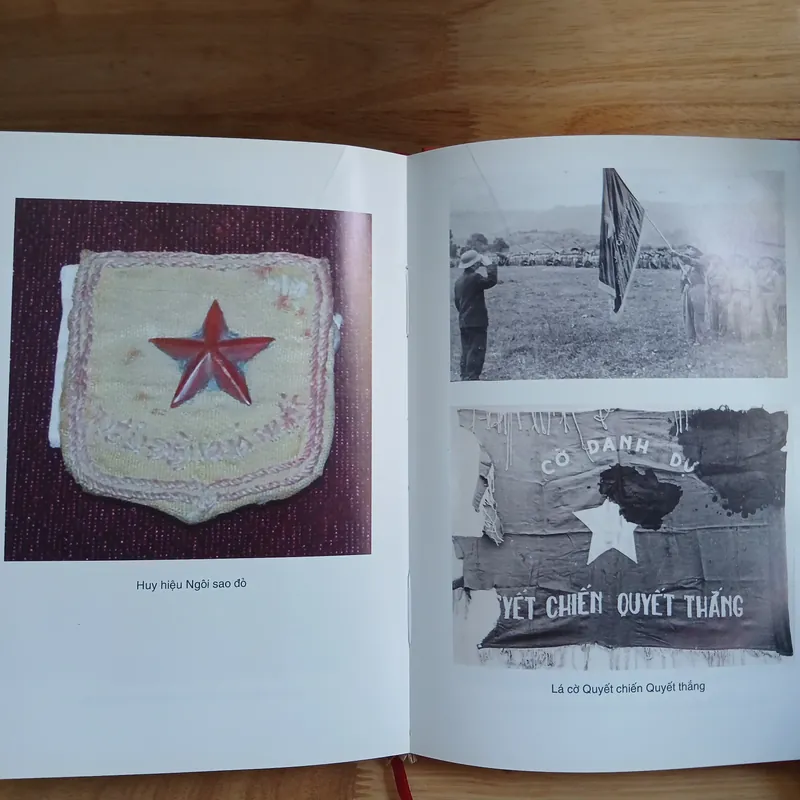 Huy hiệu Ngôi sao đỏ
CỜ DANH DỰ
YẾT CHIẾN QUYẾT THẮNG
Lá cờ Quyết chiến Quyết thắng